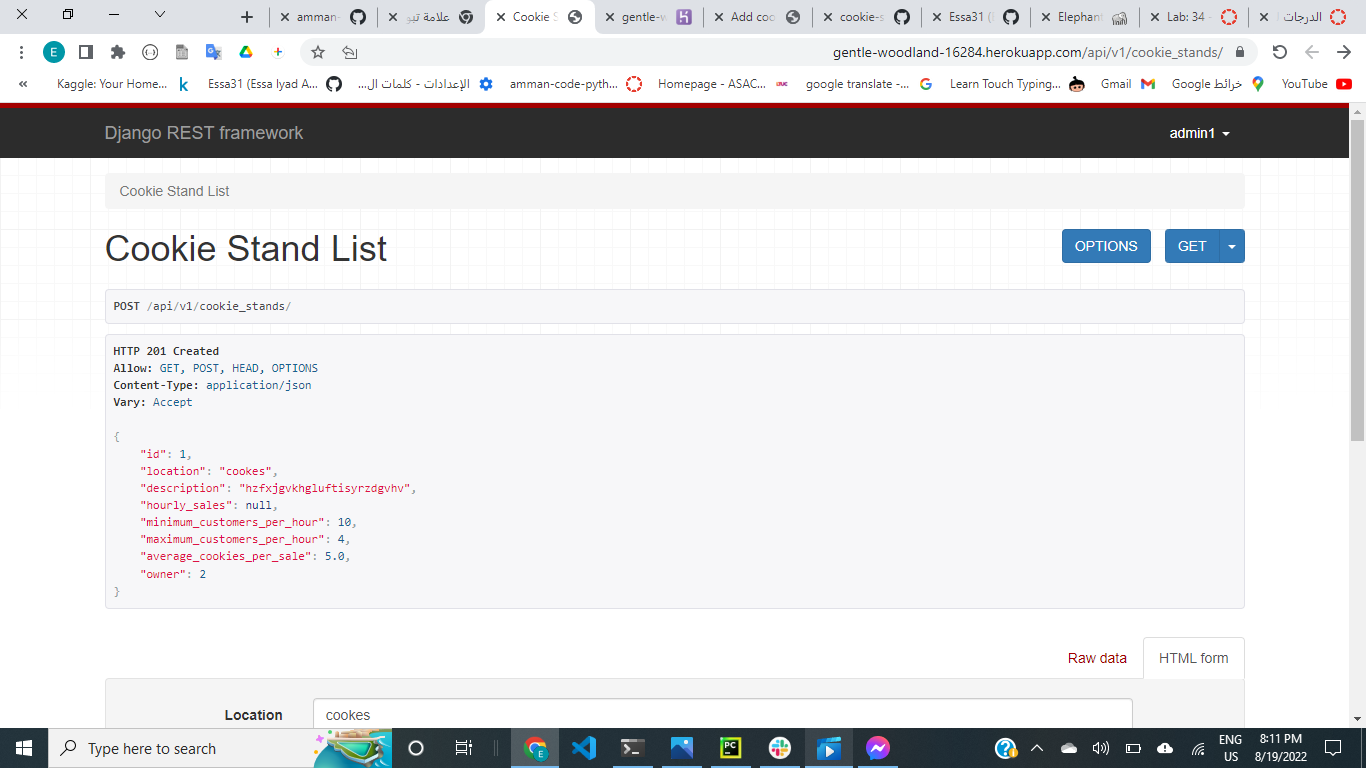 amman-
علامة تبو
Cookie S
gentle-w
Add coo
cookie-s
Essa31 (
Elephant
Lab: 34 -
الدرجات
E
gentle-woodland-16284.herokuapp.com/api/v1/cookie_stands/
«
Kaggle: Your Home...
Essa31 (Essa Iyad A...
الإعدادات - كلمات ال...
amman-code-pyth...
Homepage - ASAC...
google translate -...
Learn Touch Typing...
Gmail
خرائط Google
YouTube
Django REST framework
admin1
Cookie Stand List
Cookie Stand List
OPTIONS
GET
POST /api/v1/cookie_stands/
HTTP 201 Created
Allow: GET, POST, HEAD, OPTIONS
Content-Type: application/json
Vary: Accept
{
"id": 1,
"location": "cookes",
"description": "hzfxjgvkhgluftisyrzdgvhv",
"hourly_sales": null,
"minimum_customers_per_hour": 10,
"maximum_customers_per_hour": 4,
"average_cookies_per_sale": 5.0,
"owner": 2
}
Raw data
HTML form
Location
cookes
Type here to search
ENG
US
8:11 PM
8/19/2022